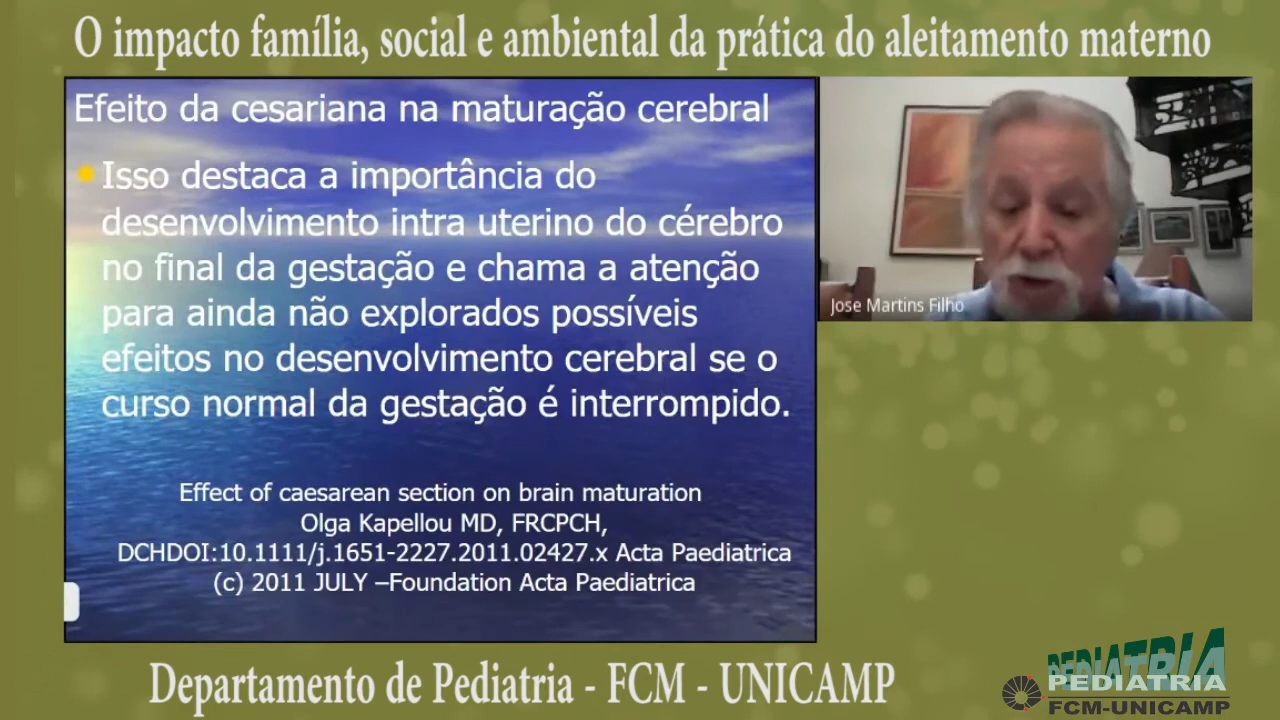 O impacto família, social e ambiental da prática do aleitamento materno
Efeito da cesariana na maturação cerebral
Isso destaca a importância do
desenvolvimento intra uterino do cérebro
no final da gestação e chama a atenção
para ainda não explorados possíveis
efeitos no desenvolvimento cerebral se o
curso normal da gestação é interrompido.
Effect of caesarean section on brain maturation
Olga Kapellou MD, FRCPCH,
DCHDOI:10.1111/j.1651-2227.2011.02427.x Acta Paediatrica
(c) 2011 JULY –Foundation Acta Paediatrica
Jose Martins Filho
Departamento de Pediatria - FCM - UNICAMP
PEDIATRIA
PEDIATRIA
FCM-UNICAMP